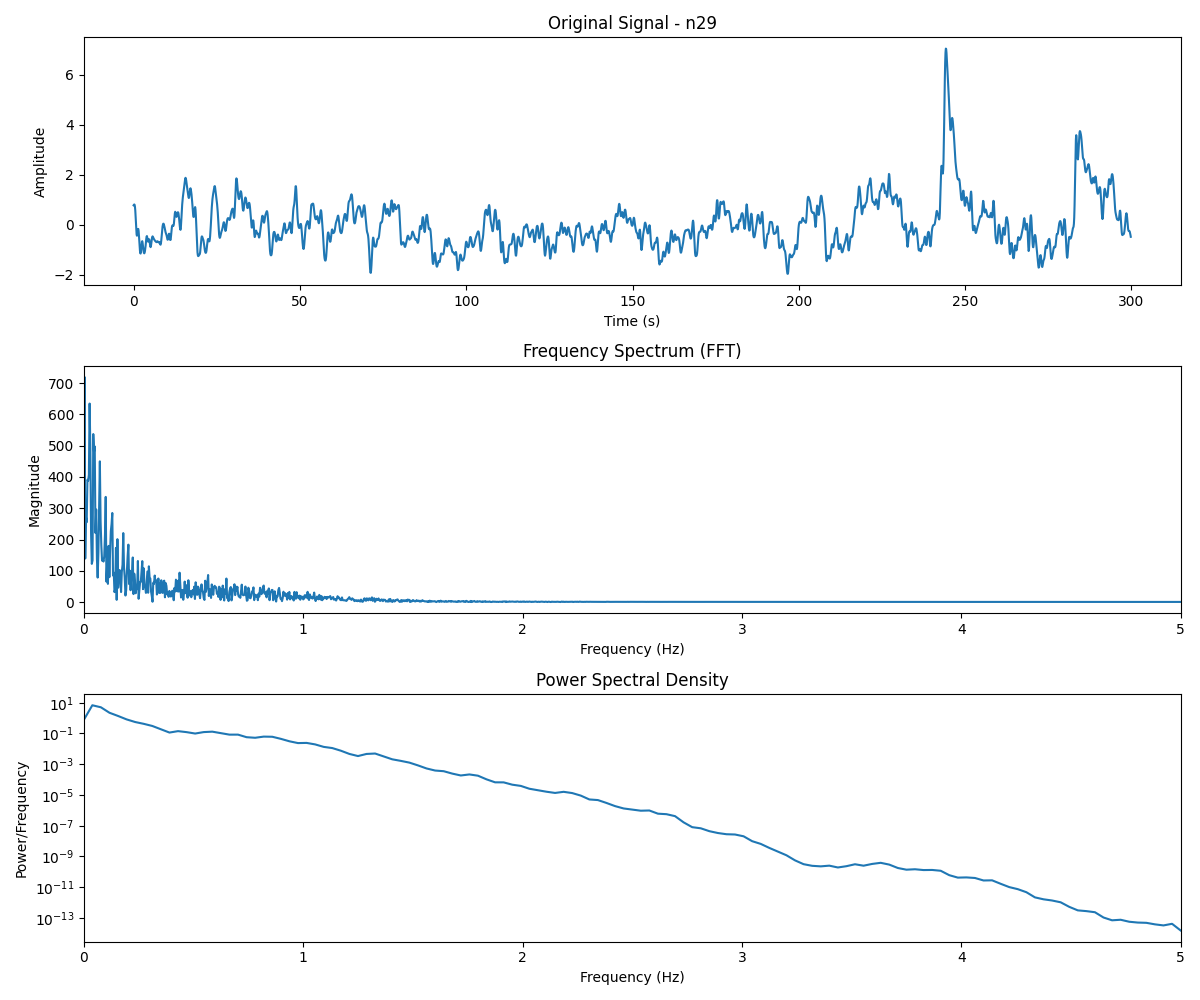 Original Signal - n29
Amplitude
6
4
2
0
−2
0 50 100 150 200 250 300
Time (s)
Frequency Spectrum (FFT)
Magnitude
700
600
500
400
300
200
100
0
0 1 2 3 4 5
Frequency (Hz)
Power Spectral Density
Power/Frequency
10^1
10^−1
10^−3
10^−5
10^−7
10^−9
10^−11
10^−13
0 1 2 3 4 5
Frequency (Hz)